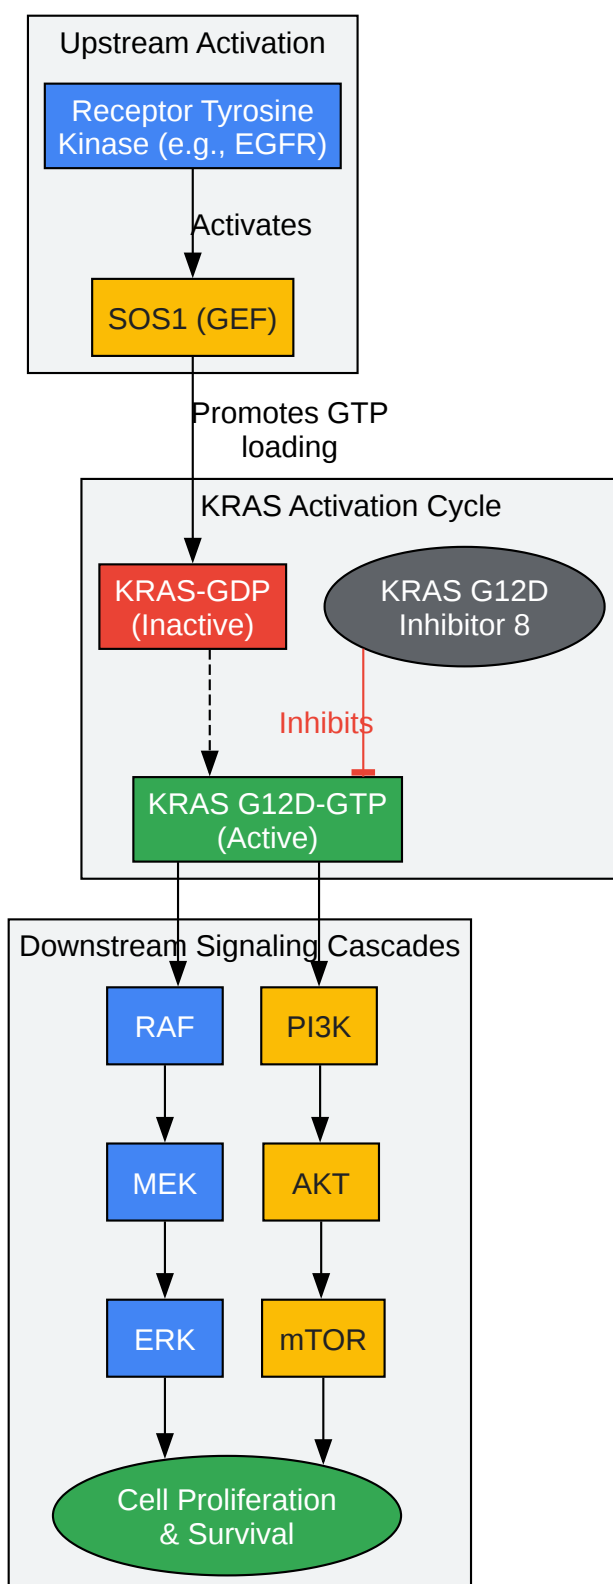 Upstream Activation
Receptor Tyrosine
Kinase (e.g., EGFR)
Activates
SOS1 (GEF)
Promotes GTP
loading
KRAS Activation Cycle
KRAS-GDP
(Inactive)
KRAS G12D
Inhibitor 8
Inhibits
KRAS G12D-GTP
(Active)
Downstream Signaling Cascades
RAF
PI3K
MEK
AKT
ERK
mTOR
Cell Proliferation
& Survival